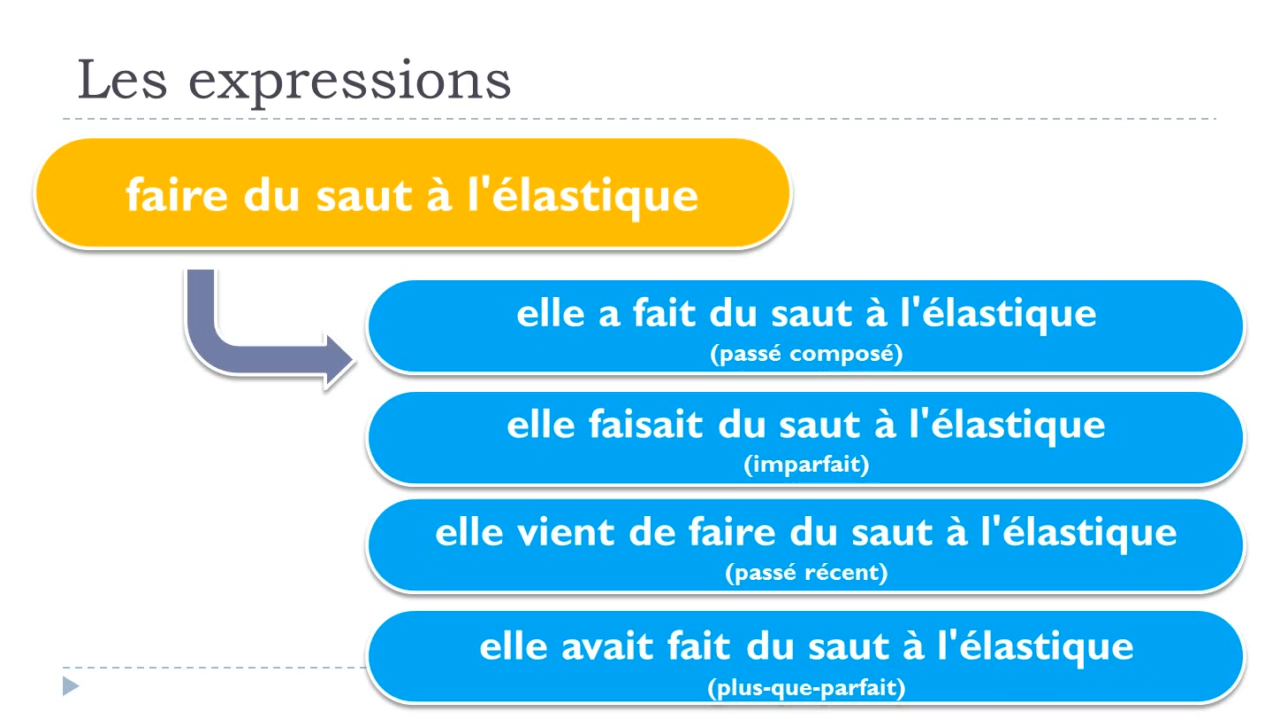 Les expressions
faire du saut à l'élastique
elle a fait du saut à l'élastique
(passé composé)
elle faisait du saut à l'élastique
(imparfait)
elle vient de faire du saut à l'élastique
(passé récent)
elle avait fait du saut à l'élastique
(plus-que-parfait)